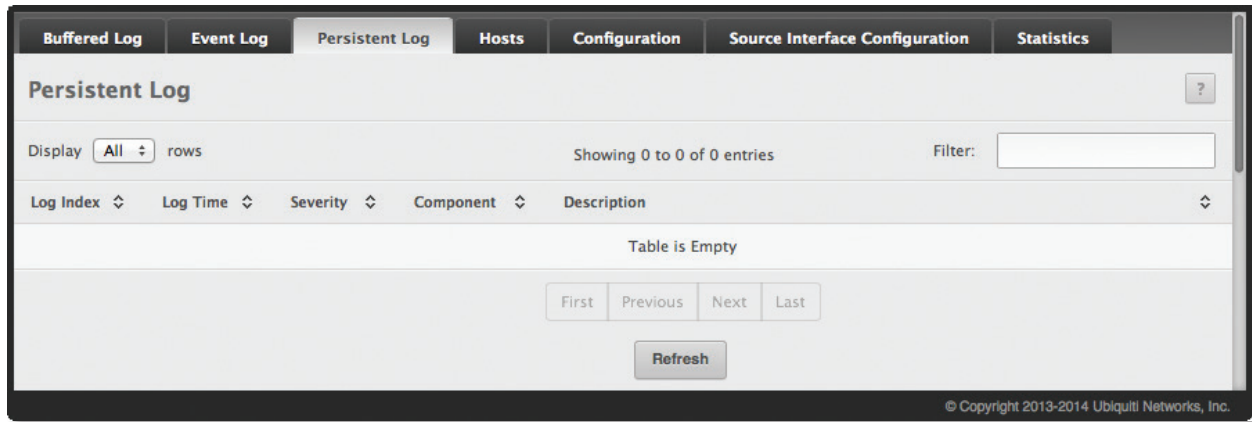 Buffered Log Event Log Persistent Log Hosts Configuration Source Interface Configuration Statistics
Persistent Log ?
Display All rows Showing 0 to 0 of 0 entries Filter:
Log Index Log Time Severity Component Description
Table is Empty
First Previous Next Last
Refresh
© Copyright 2013-2014 Ubiquiti Networks, Inc.